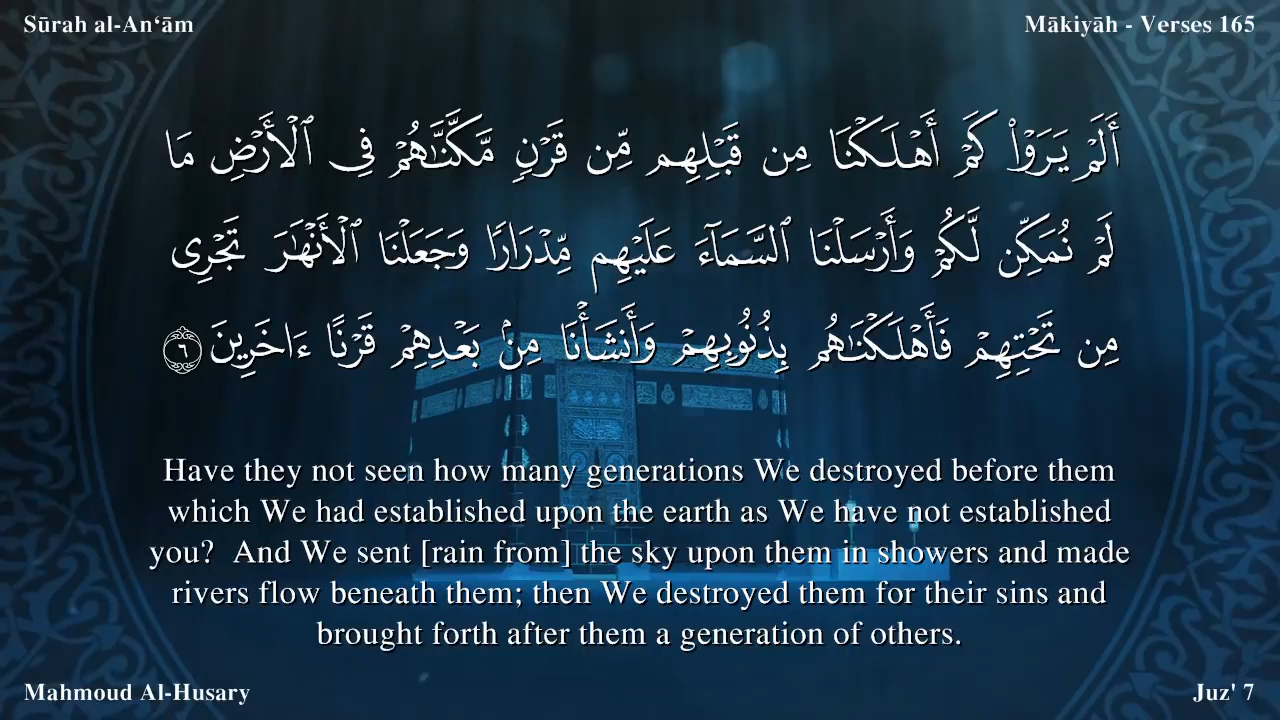 Sūrah al-An‘ām
Mākiyāh - Verses 165
أَلَمْ يَرَوْا۟ كَمْ أَهْلَكْنَا مِن قَبْلِهِم مِّن قَرْنٍ مَّكَّنَّـٰهُمْ فِى ٱلْأَرْضِ مَا
لَمْ نُمَكِّن لَّكُمْ وَأَرْسَلْنَا ٱلسَّمَآءَ عَلَيْهِم مِّدْرَارًا وَجَعَلْنَا ٱلْأَنْهَـٰرَ تَجْرِى
مِن تَحْتِهِمْ فَأَهْلَكْنَـٰهُم بِذُنُوبِهِمْ وَأَنشَأْنَا مِنۢ بَعْدِهِمْ قَرْنًا ءَاخَرِينَ ٦
Have they not seen how many generations We destroyed before them
which We had established upon the earth as We have not established
you?  And We sent [rain from] the sky upon them in showers and made
rivers flow beneath them; then We destroyed them for their sins and
brought forth after them a generation of others.
Mahmoud Al-Husary
Juz' 7